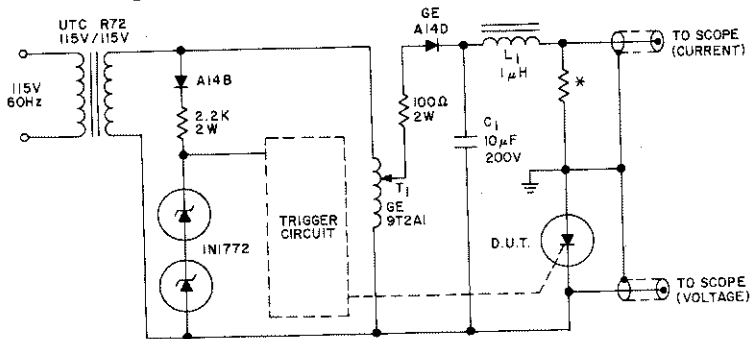 UTC R72
115V/115V
115V
60Hz
A14B
2.2K
2W
IN1772
TRIGGER
CIRCUIT
T1
GE
9T2A1
100Ω
2W
GE
A14D
C1
10µF
200V
L1
1µH
*
D.U.T.
TO SCOPE
(CURRENT)
TO SCOPE
(VOLTAGE)